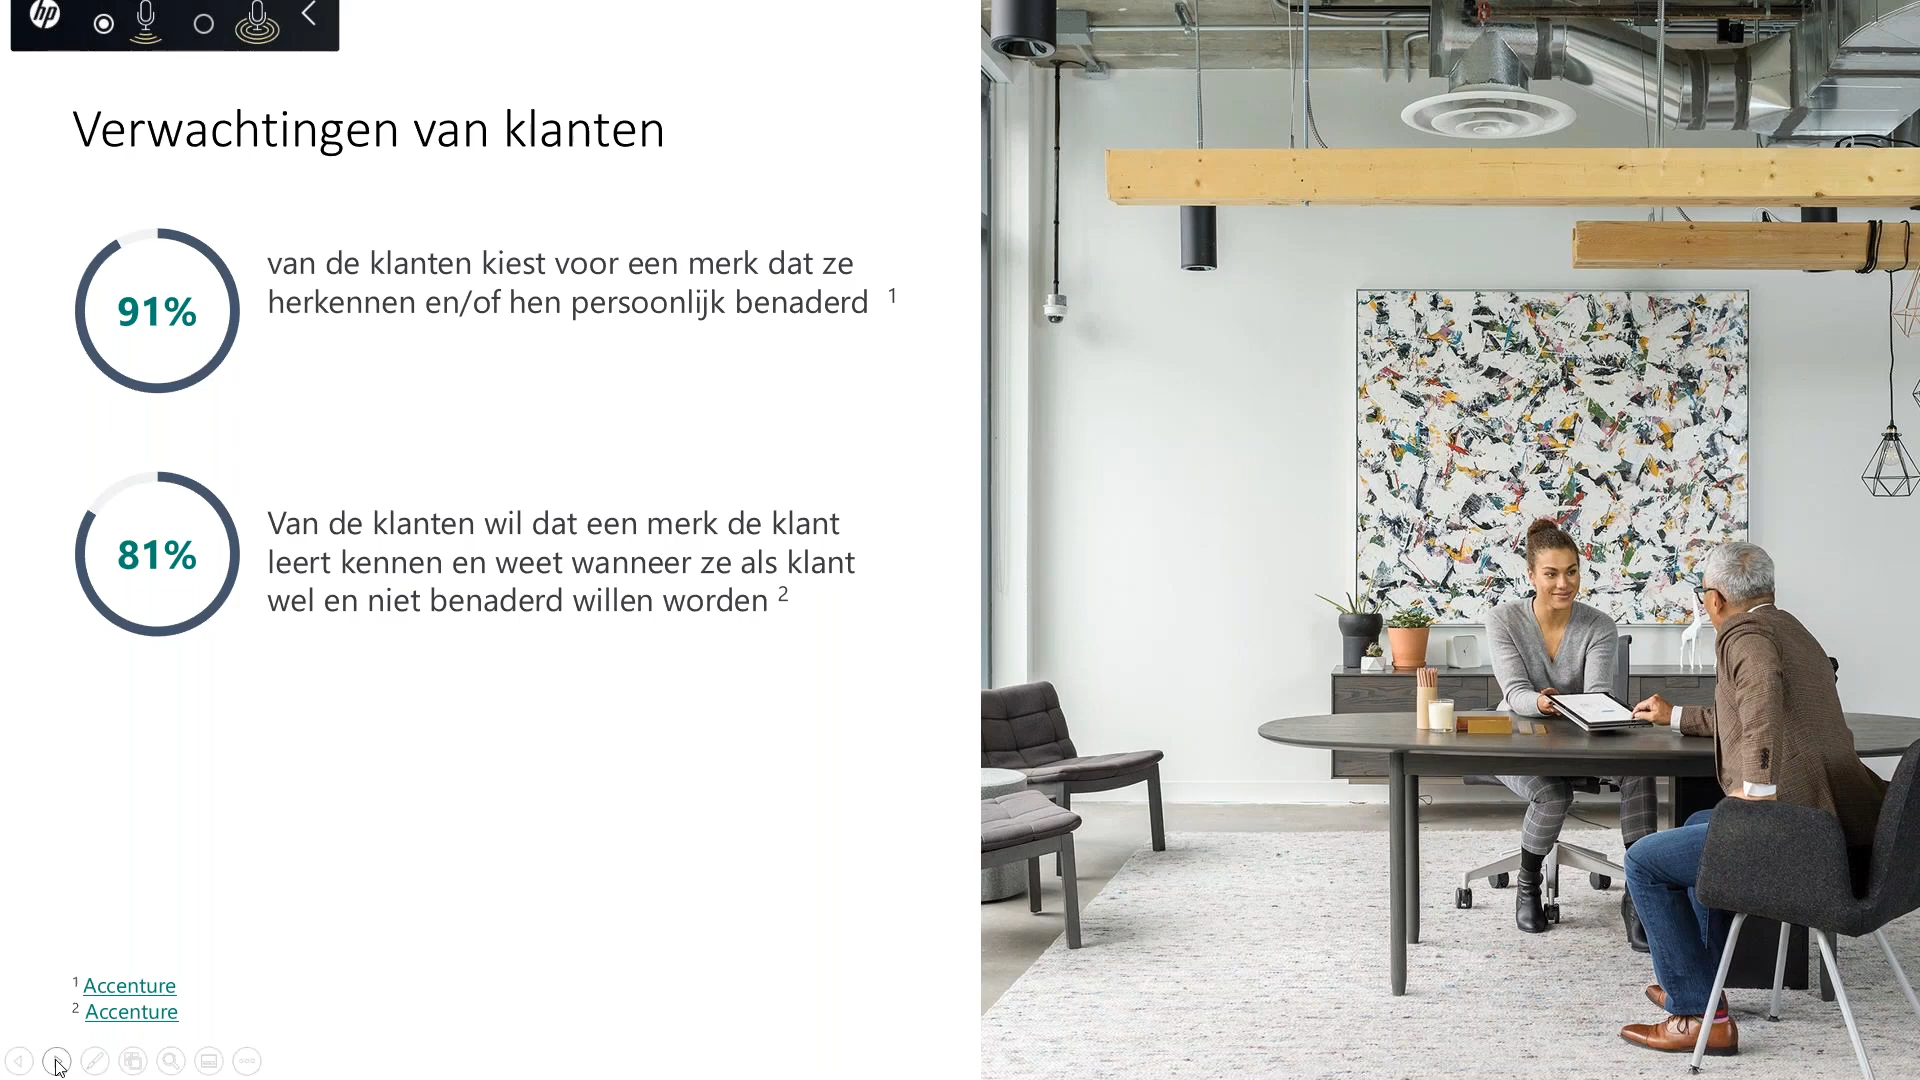 hp
Verwachtingen van klanten
91%
van de klanten kiest voor een merk dat ze
herkennen en/of hen persoonlijk benaderd 1
81%
Van de klanten wil dat een merk de klant
leert kennen en weet wanneer ze als klant
wel en niet benaderd willen worden 2
1 Accenture
2 Accenture